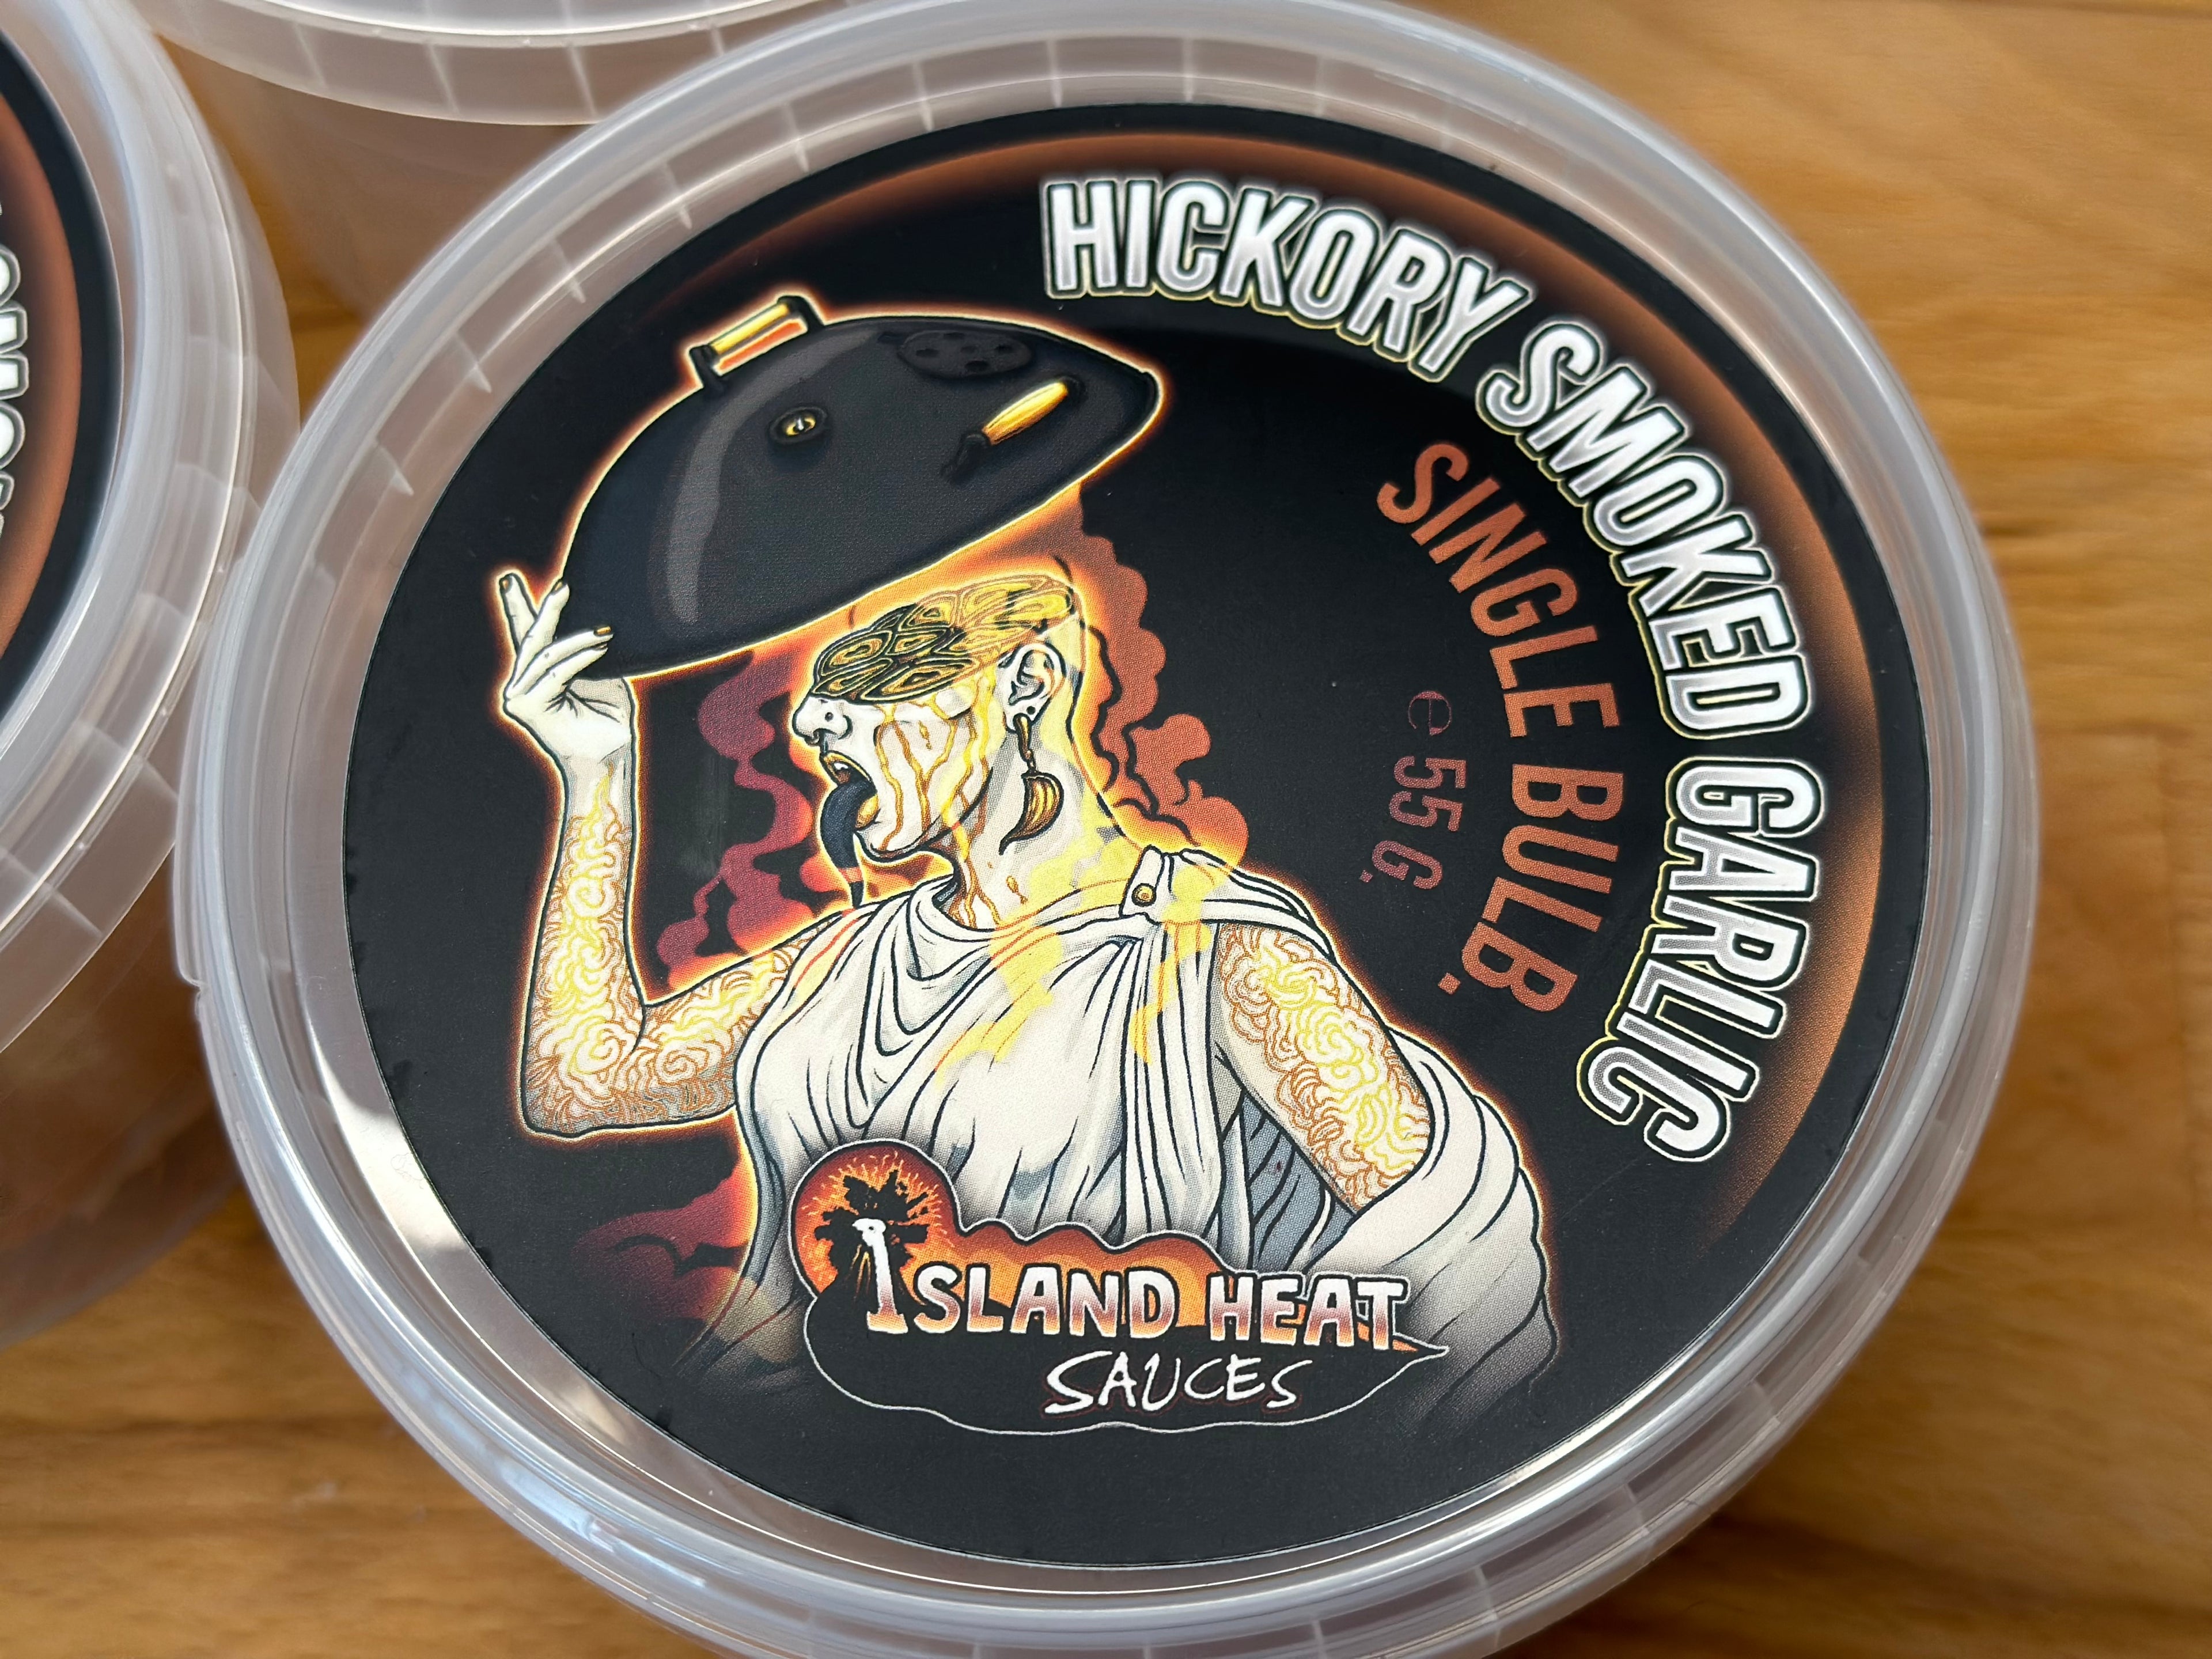 HICKORY SMOKED GARLIC
SINGLE BULB.
℮ 55 G.
ISLAND HEAT
SAUCES